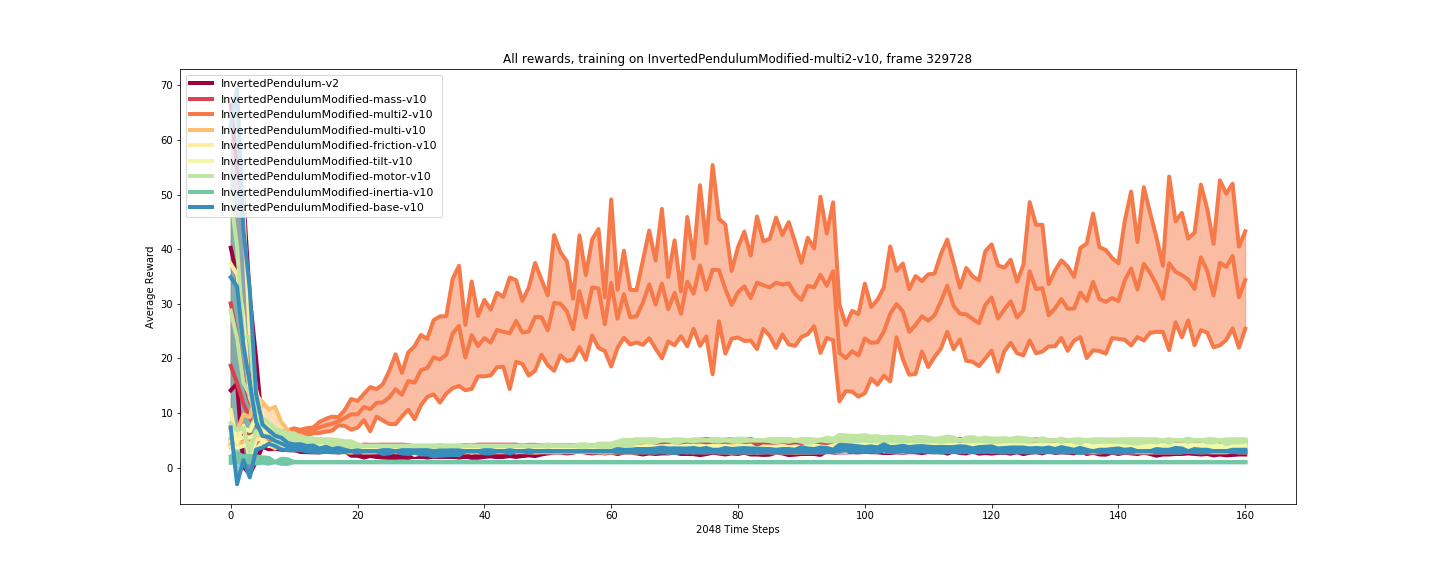 All rewards, training on InvertedPendulumModified-multi2-v10, frame 329728
InvertedPendulum-v2
InvertedPendulumModified-mass-v10
InvertedPendulumModified-multi2-v10
InvertedPendulumModified-multi-v10
InvertedPendulumModified-friction-v10
InvertedPendulumModified-tilt-v10
InvertedPendulumModified-motor-v10
InvertedPendulumModified-inertia-v10
InvertedPendulumModified-base-v10
Average Reward
70
60
50
40
30
20
10
0
0 20 40 60 80 100 120 140 160
2048 Time Steps